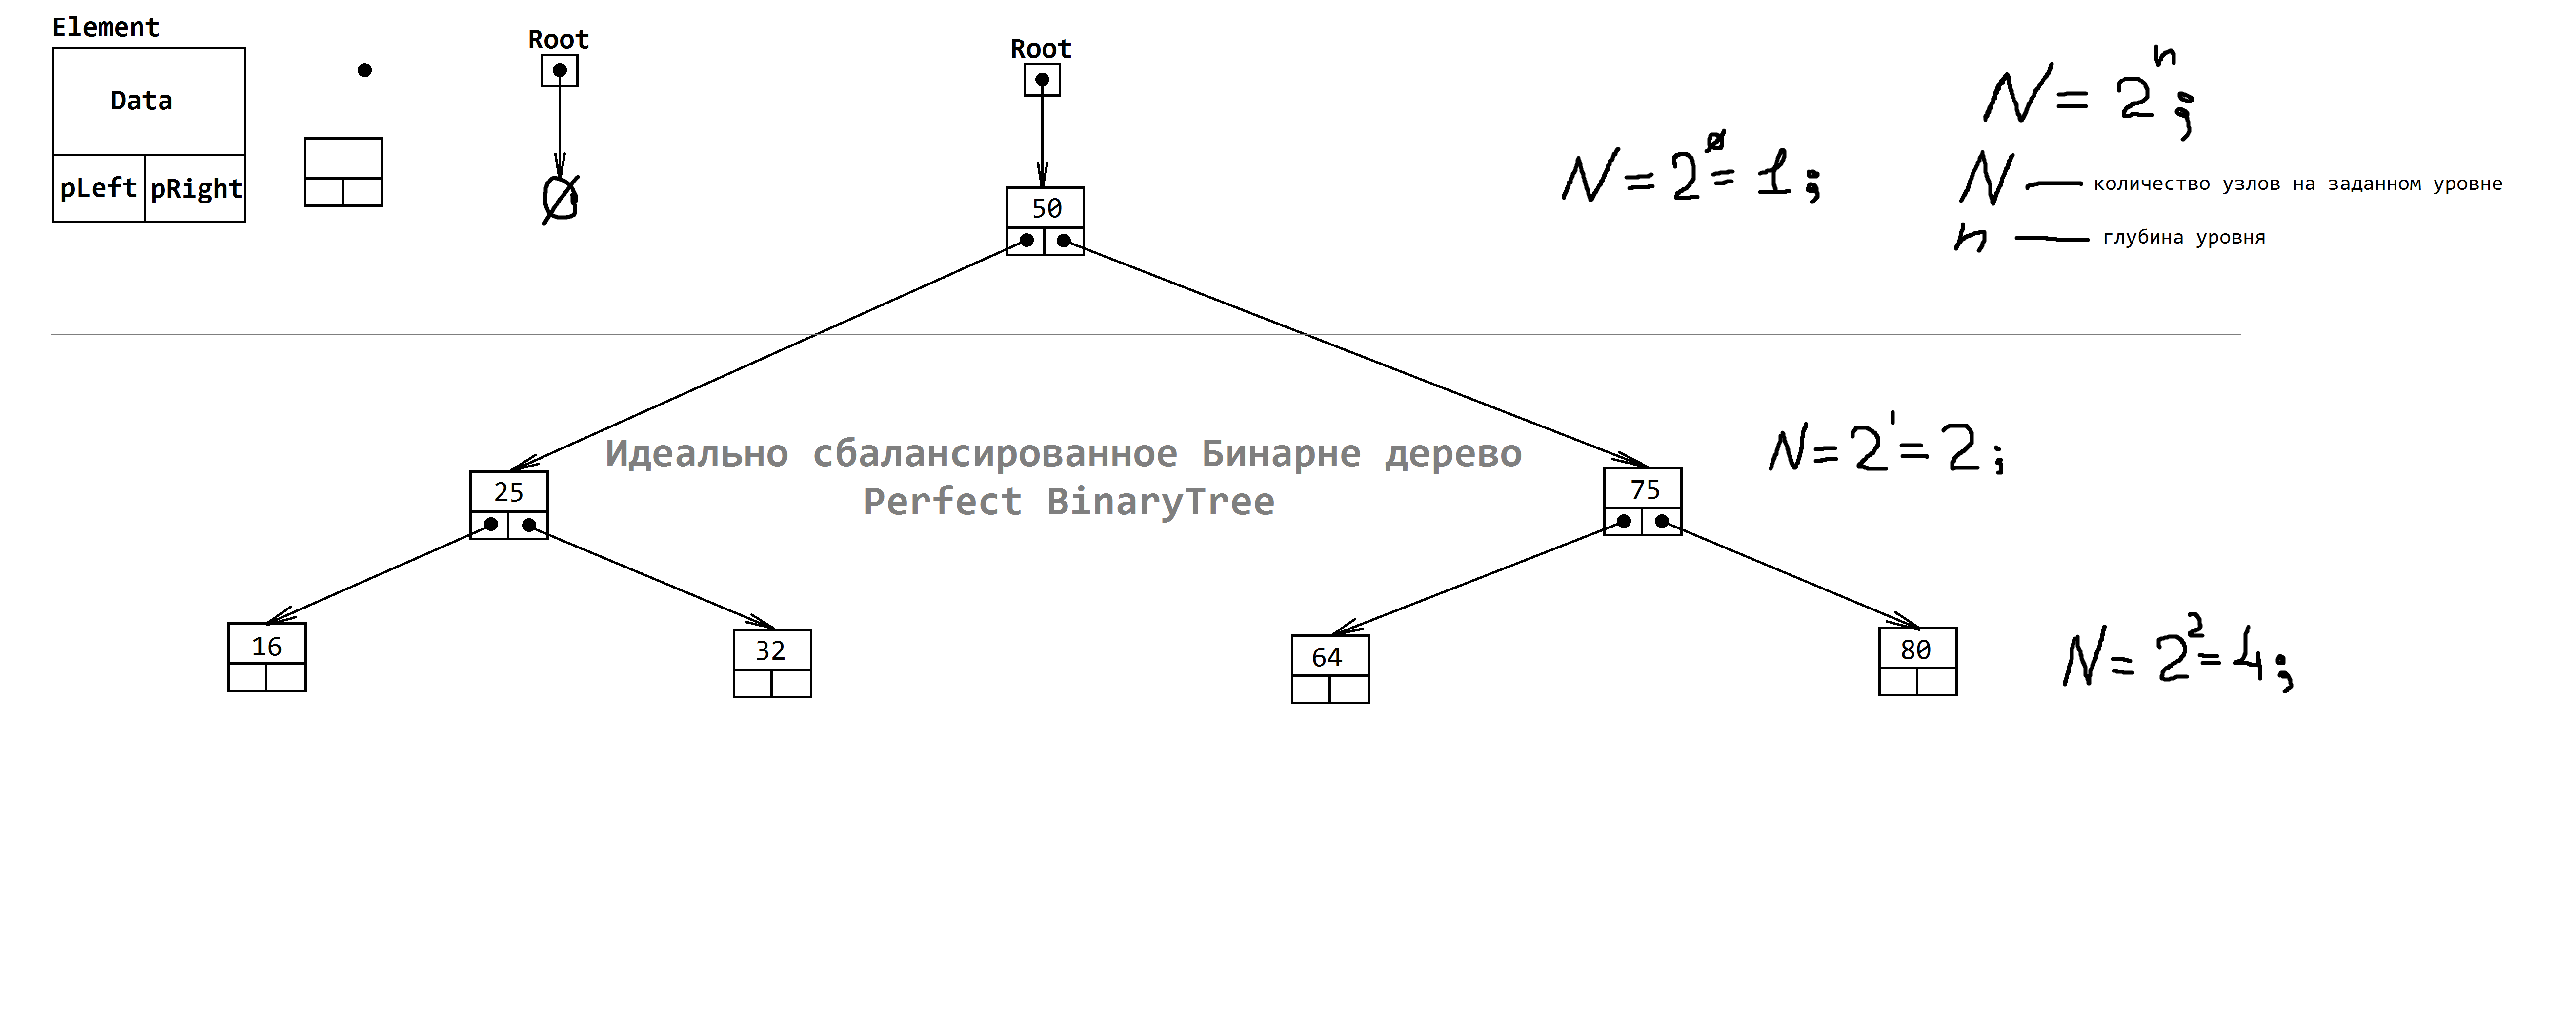 Element
Data
pLeft pRight
Root
Ø
Root
50
N = 2^0 = 1;
N = 2^n;
N — количество узлов на заданном уровне
n — глубина уровня
Идеально сбалансированное Бинарне дерево
Perfect BinaryTree
25
75
N = 2^1 = 2;
16
32
64
80
N = 2^2 = 4;